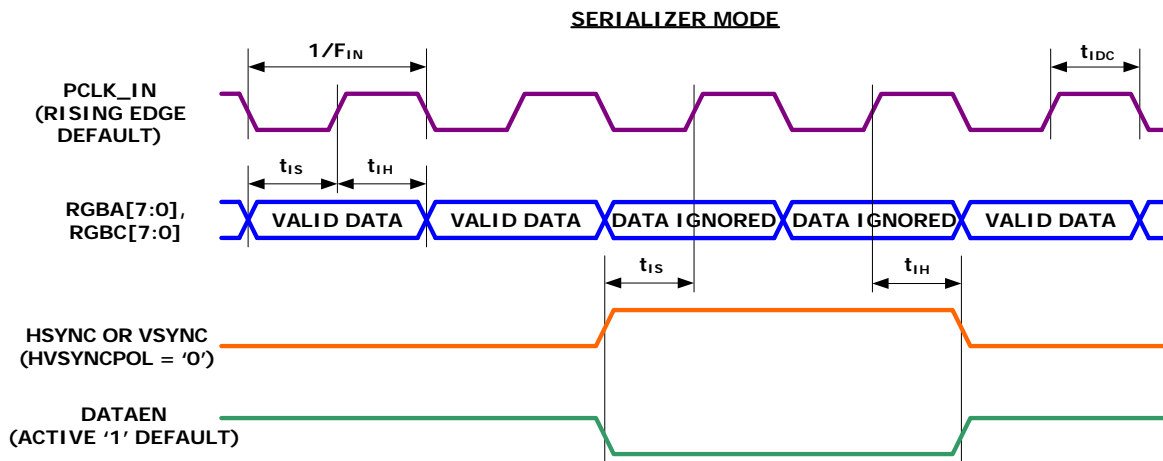 SERIALIZER MODE
1/FIN
tIDC
PCLK_IN
(RISING EDGE
DEFAULT)
tIS
tIH
RGBA[7:0],
RGBC[7:0]
VALID DATA
VALID DATA
DATA IGNORED
DATA IGNORED
VALID DATA
tIS
tIH
HSYNC OR VSYNC
(HVSYNCPOL = ‘0’)
DATAEN
(ACTIVE ‘1’ DEFAULT)